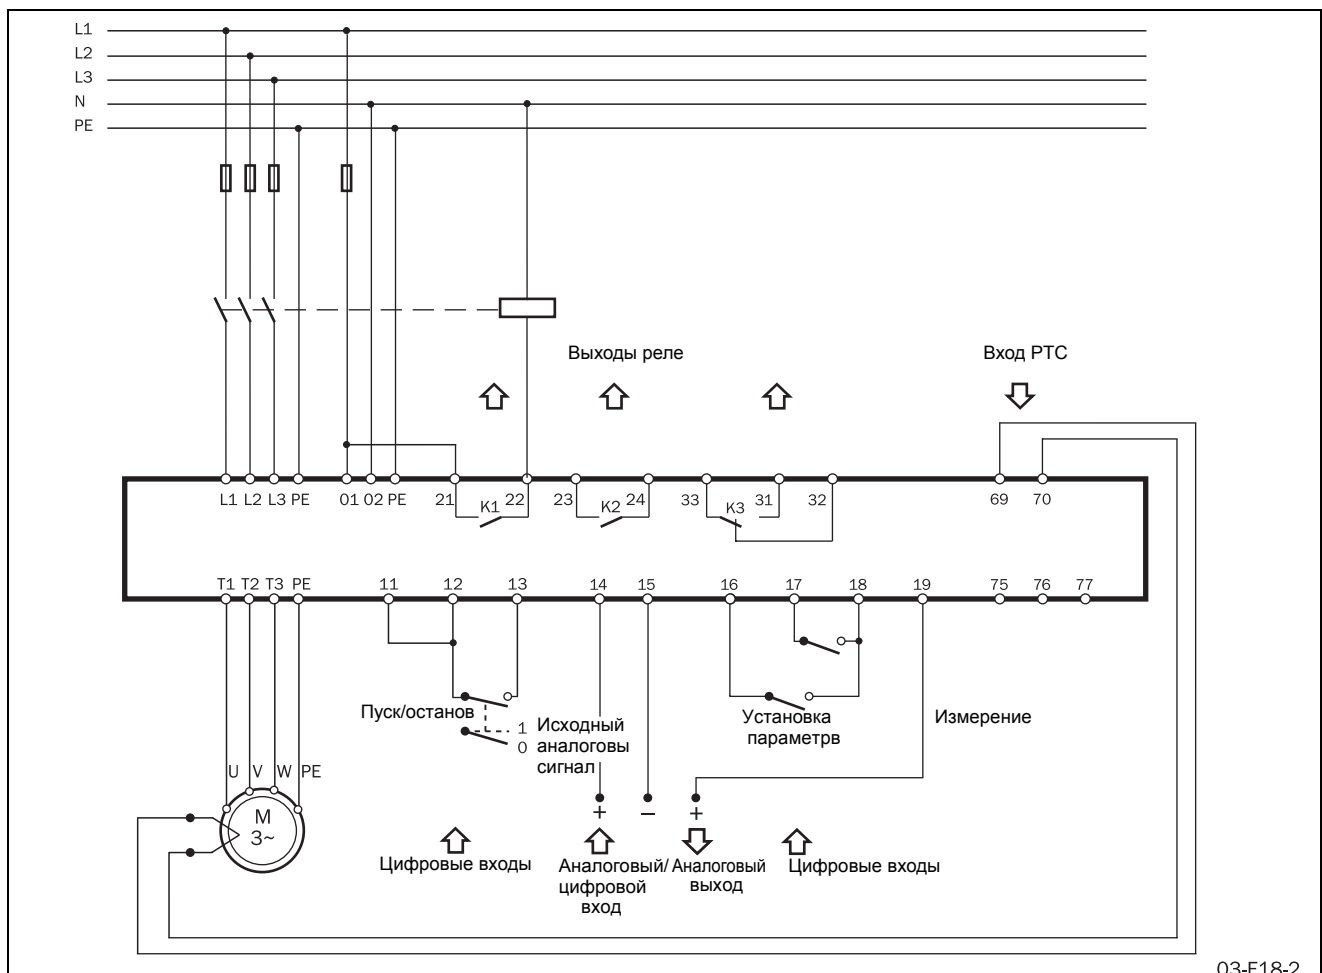 L1
L2
L3
N
PE
Выходы реле
Вход PTC
L1 L2 L3 PE 01 02 PE 21 K1 22 23 K2 24 33 K3 31 32 69 70
T1 T2 T3 PE 11 12 13 14 15 16 17 18 19 75 76 77
Пуск/останов
1
0
Исходный
аналоговы
сигнал
Установка
параметрв
Измерение
U V W PE
M
3~
+ – +
Цифровые входы
Аналоговый/
цифровой
вход
Аналоговый
выход
Цифровые входы
03-F18-2